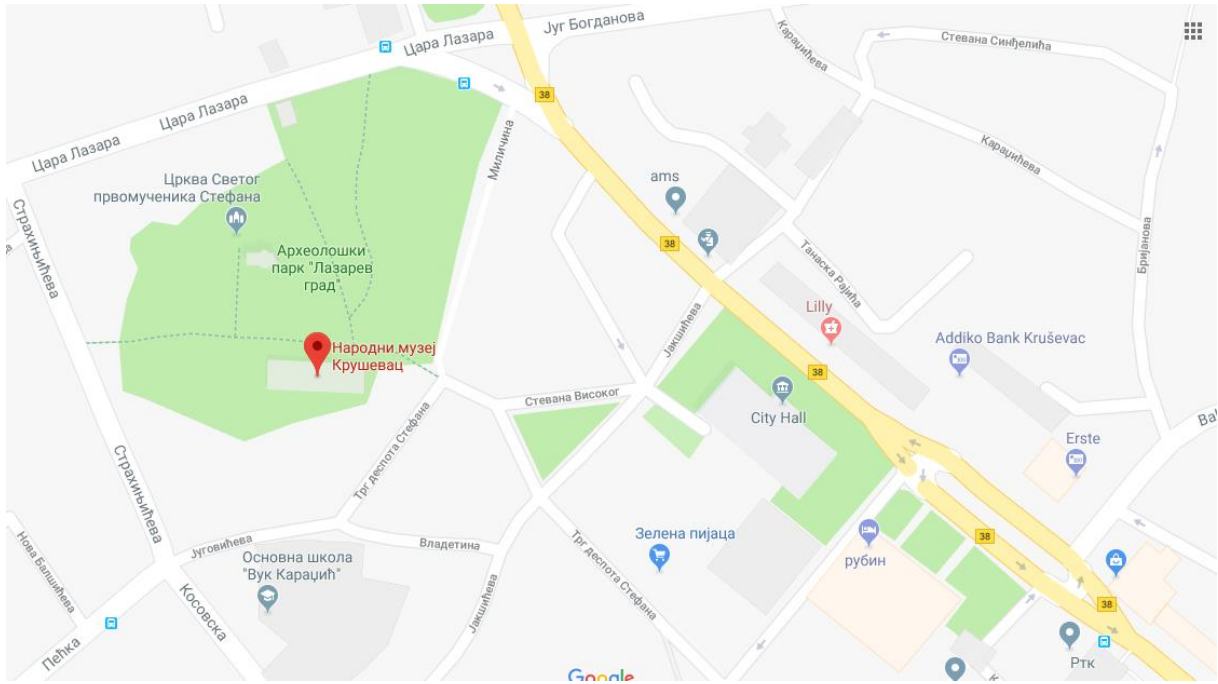 Југ Богданова
Цара Лазара
Цара Лазара
Цара Лазара
38
Караџићева
Стевана Синђелића
Караџићева
Бријанова
Миличина
Црква Светог
првомученика Стефана
ams
Страхињићева
Археолошки
парк "Лазарев
град"
38
Танаска Рајића
Lilly
Јакшићева
Народни музеј
Крушевац
Addiko Bank Kruševac
38
Стевана Високог
City Hall
Трг деспота Стефана
Erste
Страхињићева
Југовићева
Владетина
Трг деспота Стефана
Зелена пијаца
38
рубин
Основна школа
"Вук Караџић"
Нова Балшићева
Косовска
Јакшићева
38
Пећка
Ртк
Google